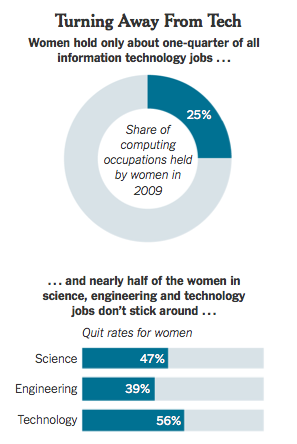 Turning Away From Tech
Women hold only about one-quarter of all
information technology jobs . . .
25%
Share of
computing
occupations held
by women in
2009
. . . and nearly half of the women in
science, engineering and technology
jobs don’t stick around . . .
Quit rates for women
Science 47%
Engineering 39%
Technology 56%